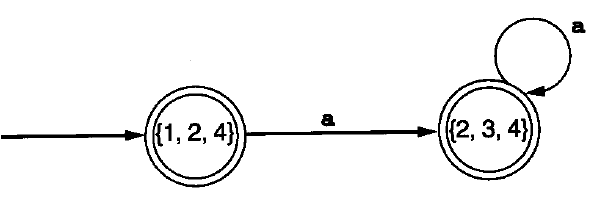 a
a
{1, 2, 4}
{2, 3, 4}